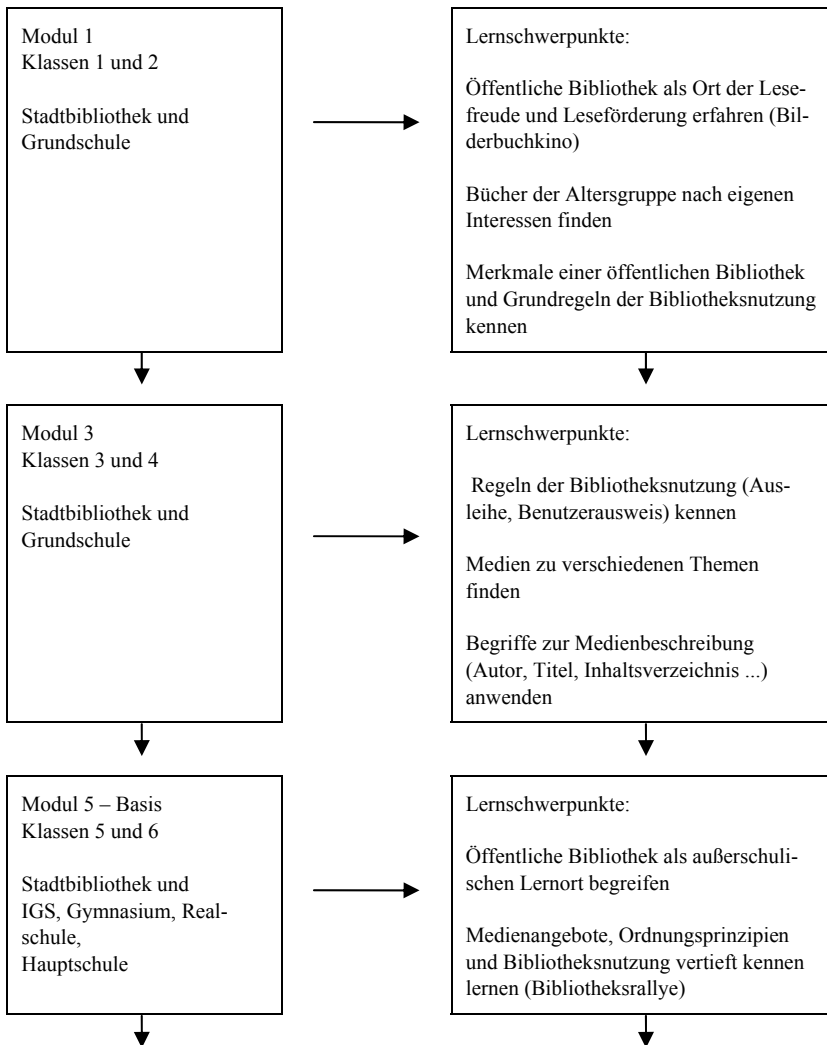 Modul 1
Klassen 1 und 2
Stadtbibliothek und
Grundschule
Lernschwerpunkte:
Öffentliche Bibliothek als Ort der Lese-
freude und Leseförderung erfahren (Bil-
derbuchkino)
Bücher der Altersgruppe nach eigenen
Interessen finden
Merkmale einer öffentlichen Bibliothek
und Grundregeln der Bibliotheksnutzung
kennen
Modul 3
Klassen 3 und 4
Stadtbibliothek und
Grundschule
Lernschwerpunkte:
Regeln der Bibliotheksnutzung (Aus-
leihe, Benutzerausweis) kennen
Medien zu verschiedenen Themen
finden
Begriffe zur Medienbeschreibung
(Autor, Titel, Inhaltsverzeichnis ...)
anwenden
Modul 5 – Basis
Klassen 5 und 6
Stadtbibliothek und
IGS, Gymnasium, Real-
schule,
Hauptschule
Lernschwerpunkte:
Öffentliche Bibliothek als außerschuli-
schen Lernort begreifen
Medienangebote, Ordnungsprinzipien
und Bibliotheksnutzung vertieft kennen
lernen (Bibliotheksrallye)